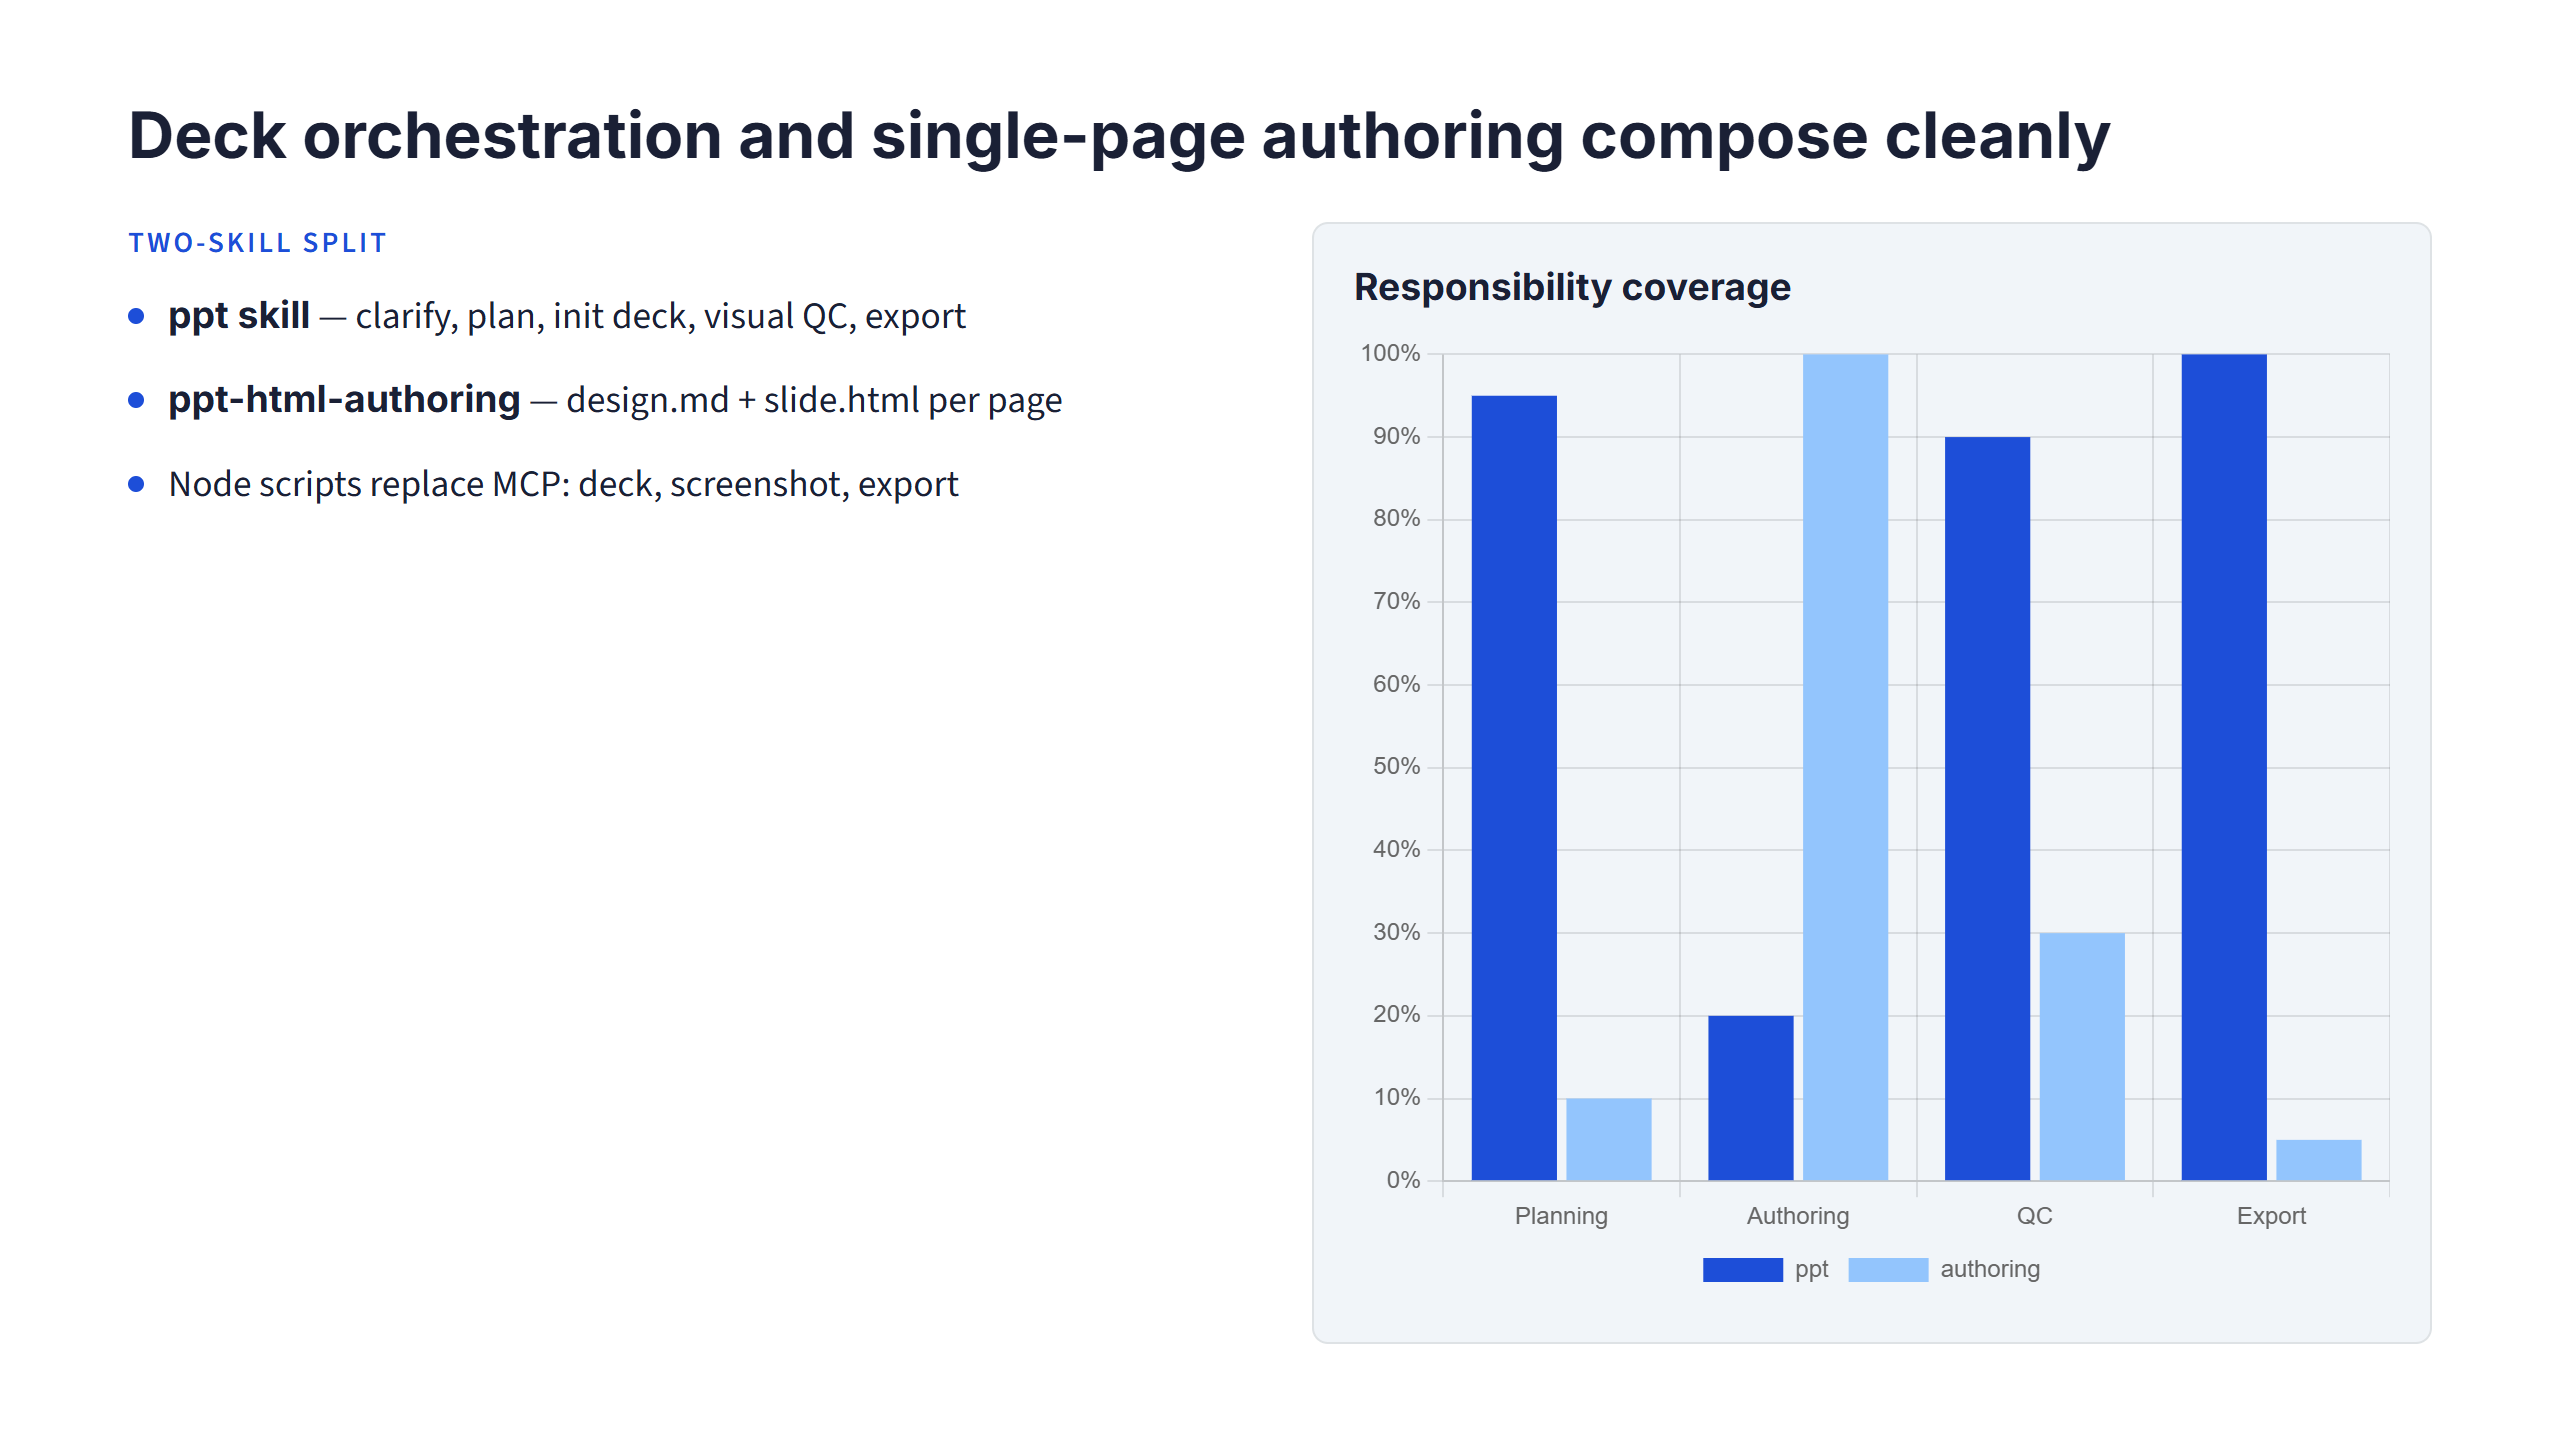 Deck orchestration and single-page authoring compose cleanly
TWO-SKILL SPLIT
ppt skill — clarify, plan, init deck, visual QC, export
ppt-html-authoring — design.md + slide.html per page
Node scripts replace MCP: deck, screenshot, export
Responsibility coverage
100%
90%
80%
70%
60%
50%
40%
30%
20%
10%
0%
Planning Authoring QC Export
ppt authoring